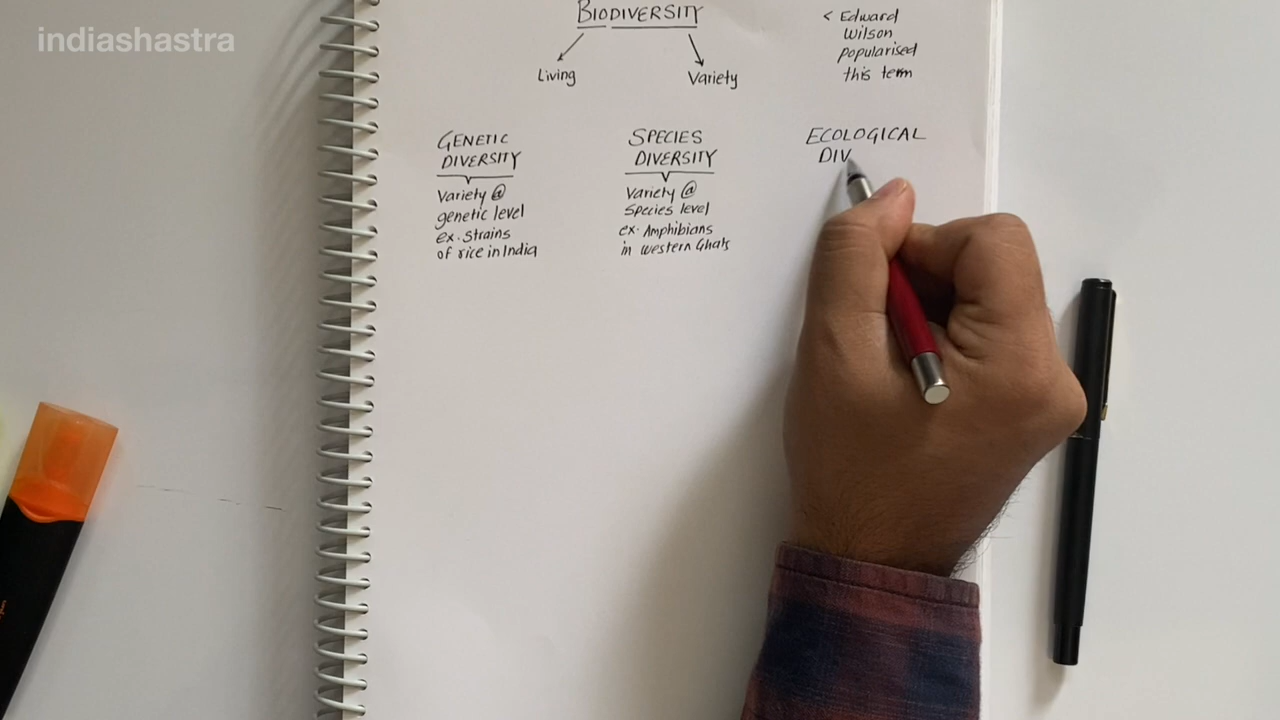 indiashastra
BIODIVERSITY
Living
Variety
< Edward
Wilson
popularised
this term
GENETIC
DIVERSITY
Variety @
genetic level
ex. Strains
of rice in India
SPECIES
DIVERSITY
Variety @
Species level
ex. Amphibians
in western Ghats
ECOLOGICAL
DIV